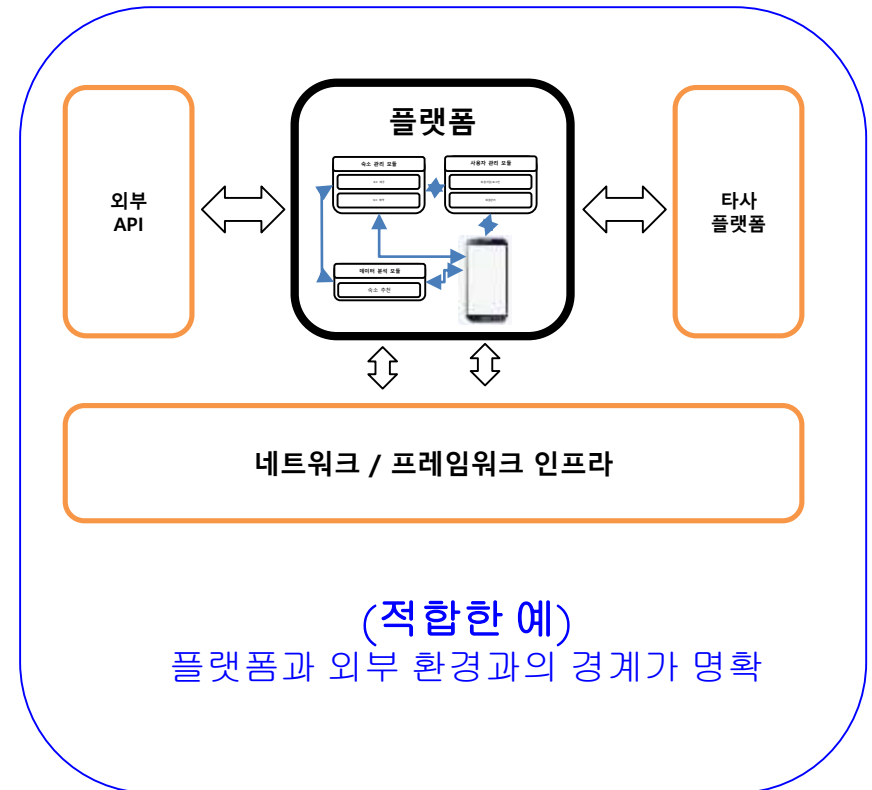 플랫폼
숙소 관리 모듈
사용자 관리 모듈
데이터 분석 모듈
숙소 추천
외부
API
타사
플랫폼
네트워크 / 프레임워크 인프라
(적합한 예)
플랫폼과 외부 환경과의 경계가 명확